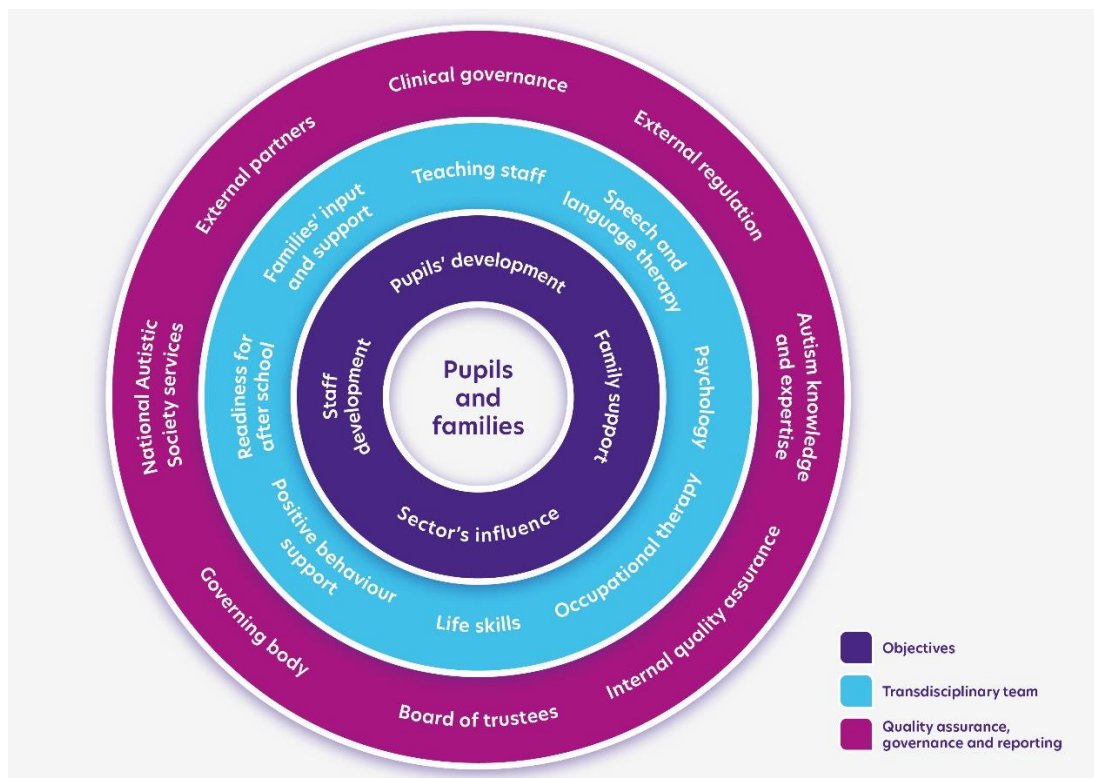 Clinical governance
External regulation
Autism knowledge
and expertise
Internal quality assurance
Board of trustees
Governing body
National Autistic
Society services
External partners
Teaching staff
Speech and
language therapy
Psychology
Occupational therapy
Life skills
Positive behaviour
support
Readiness for
after school
Families’ input
and support
Pupils’ development
Family support
Sector’s influence
Staff
development
Pupils
and
families
Objectives
Transdisciplinary team
Quality assurance,
governance and reporting